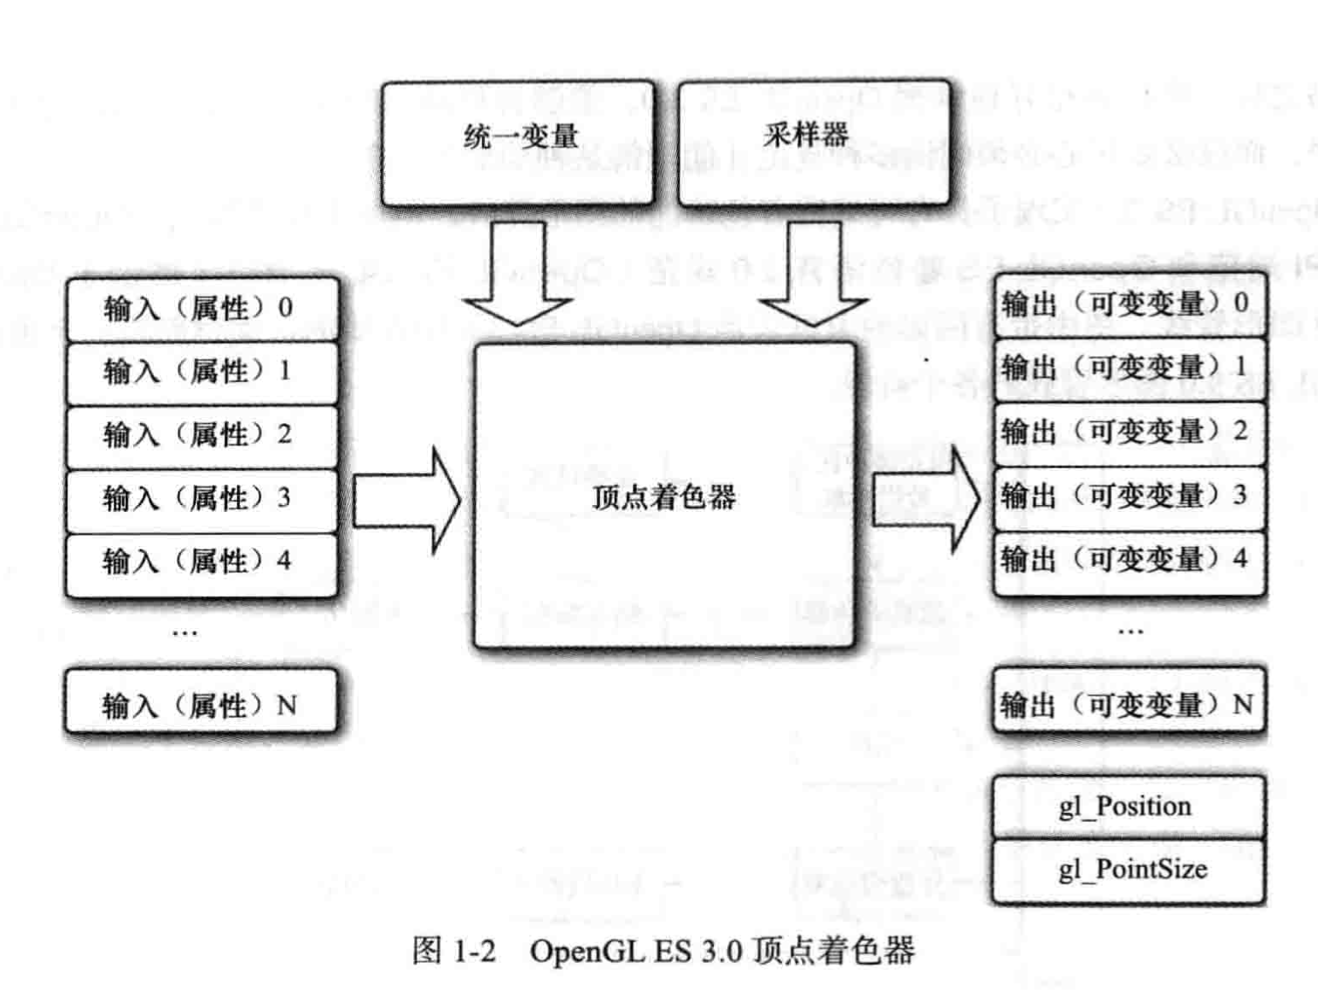 统一变量
采样器
输入（属性）0
输入（属性）1
输入（属性）2
输入（属性）3
输入（属性）4
...
输入（属性）N
顶点着色器
输出（可变变量）0
输出（可变变量）1
输出（可变变量）2
输出（可变变量）3
输出（可变变量）4
...
输出（可变变量）N
gl_Position
gl_PointSize
图 1-2 OpenGL ES 3.0 顶点着色器